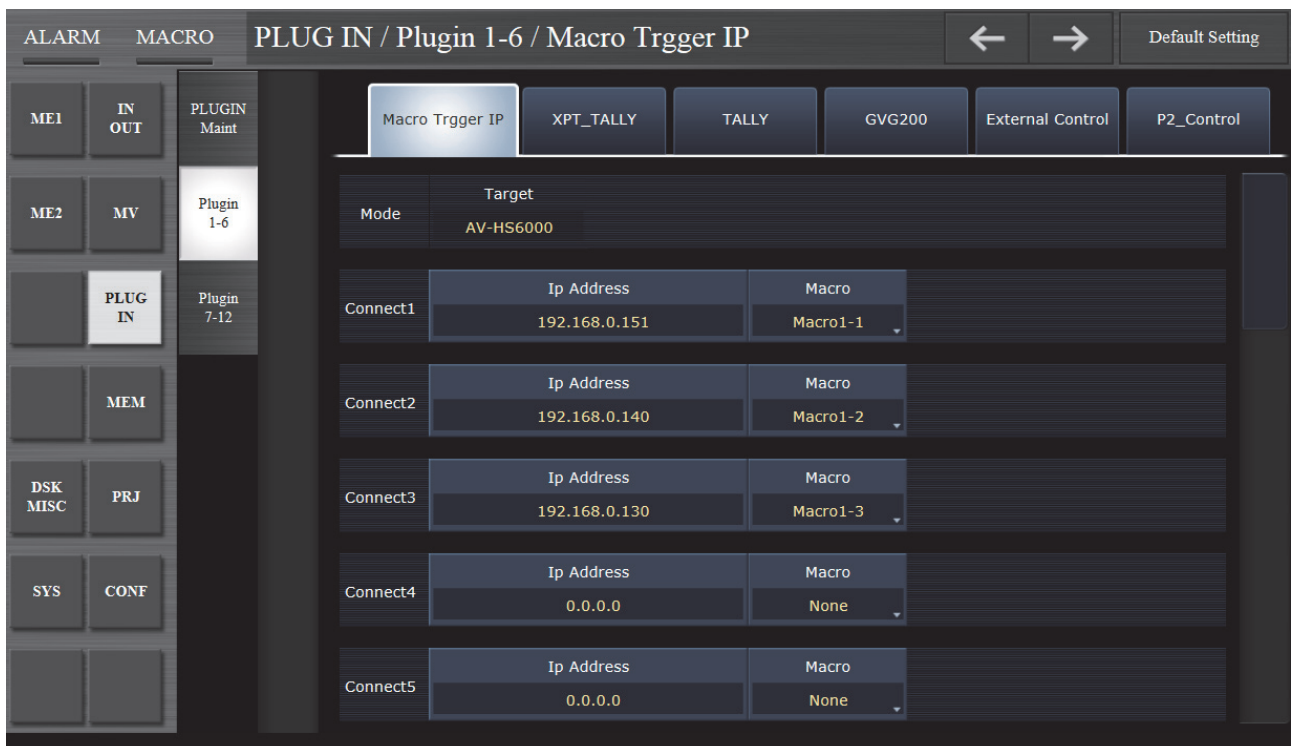 ALARM MACRO PLUG IN / Plugin 1-6 / Macro Trgger IP Default Setting
ME1
IN
OUT
ME2
MV
PLUG
IN
MEM
DSK
MISC
PRJ
SYS
CONF
PLUGIN
Maint
Plugin
1-6
Plugin
7-12
Macro Trgger IP XPT_TALLY TALLY GVG200 External Control P2_Control
Mode
Target
AV-HS6000
Connect1
Ip Address Macro
192.168.0.151 Macro1-1
Connect2
Ip Address Macro
192.168.0.140 Macro1-2
Connect3
Ip Address Macro
192.168.0.130 Macro1-3
Connect4
Ip Address Macro
0.0.0.0 None
Connect5
Ip Address Macro
0.0.0.0 None